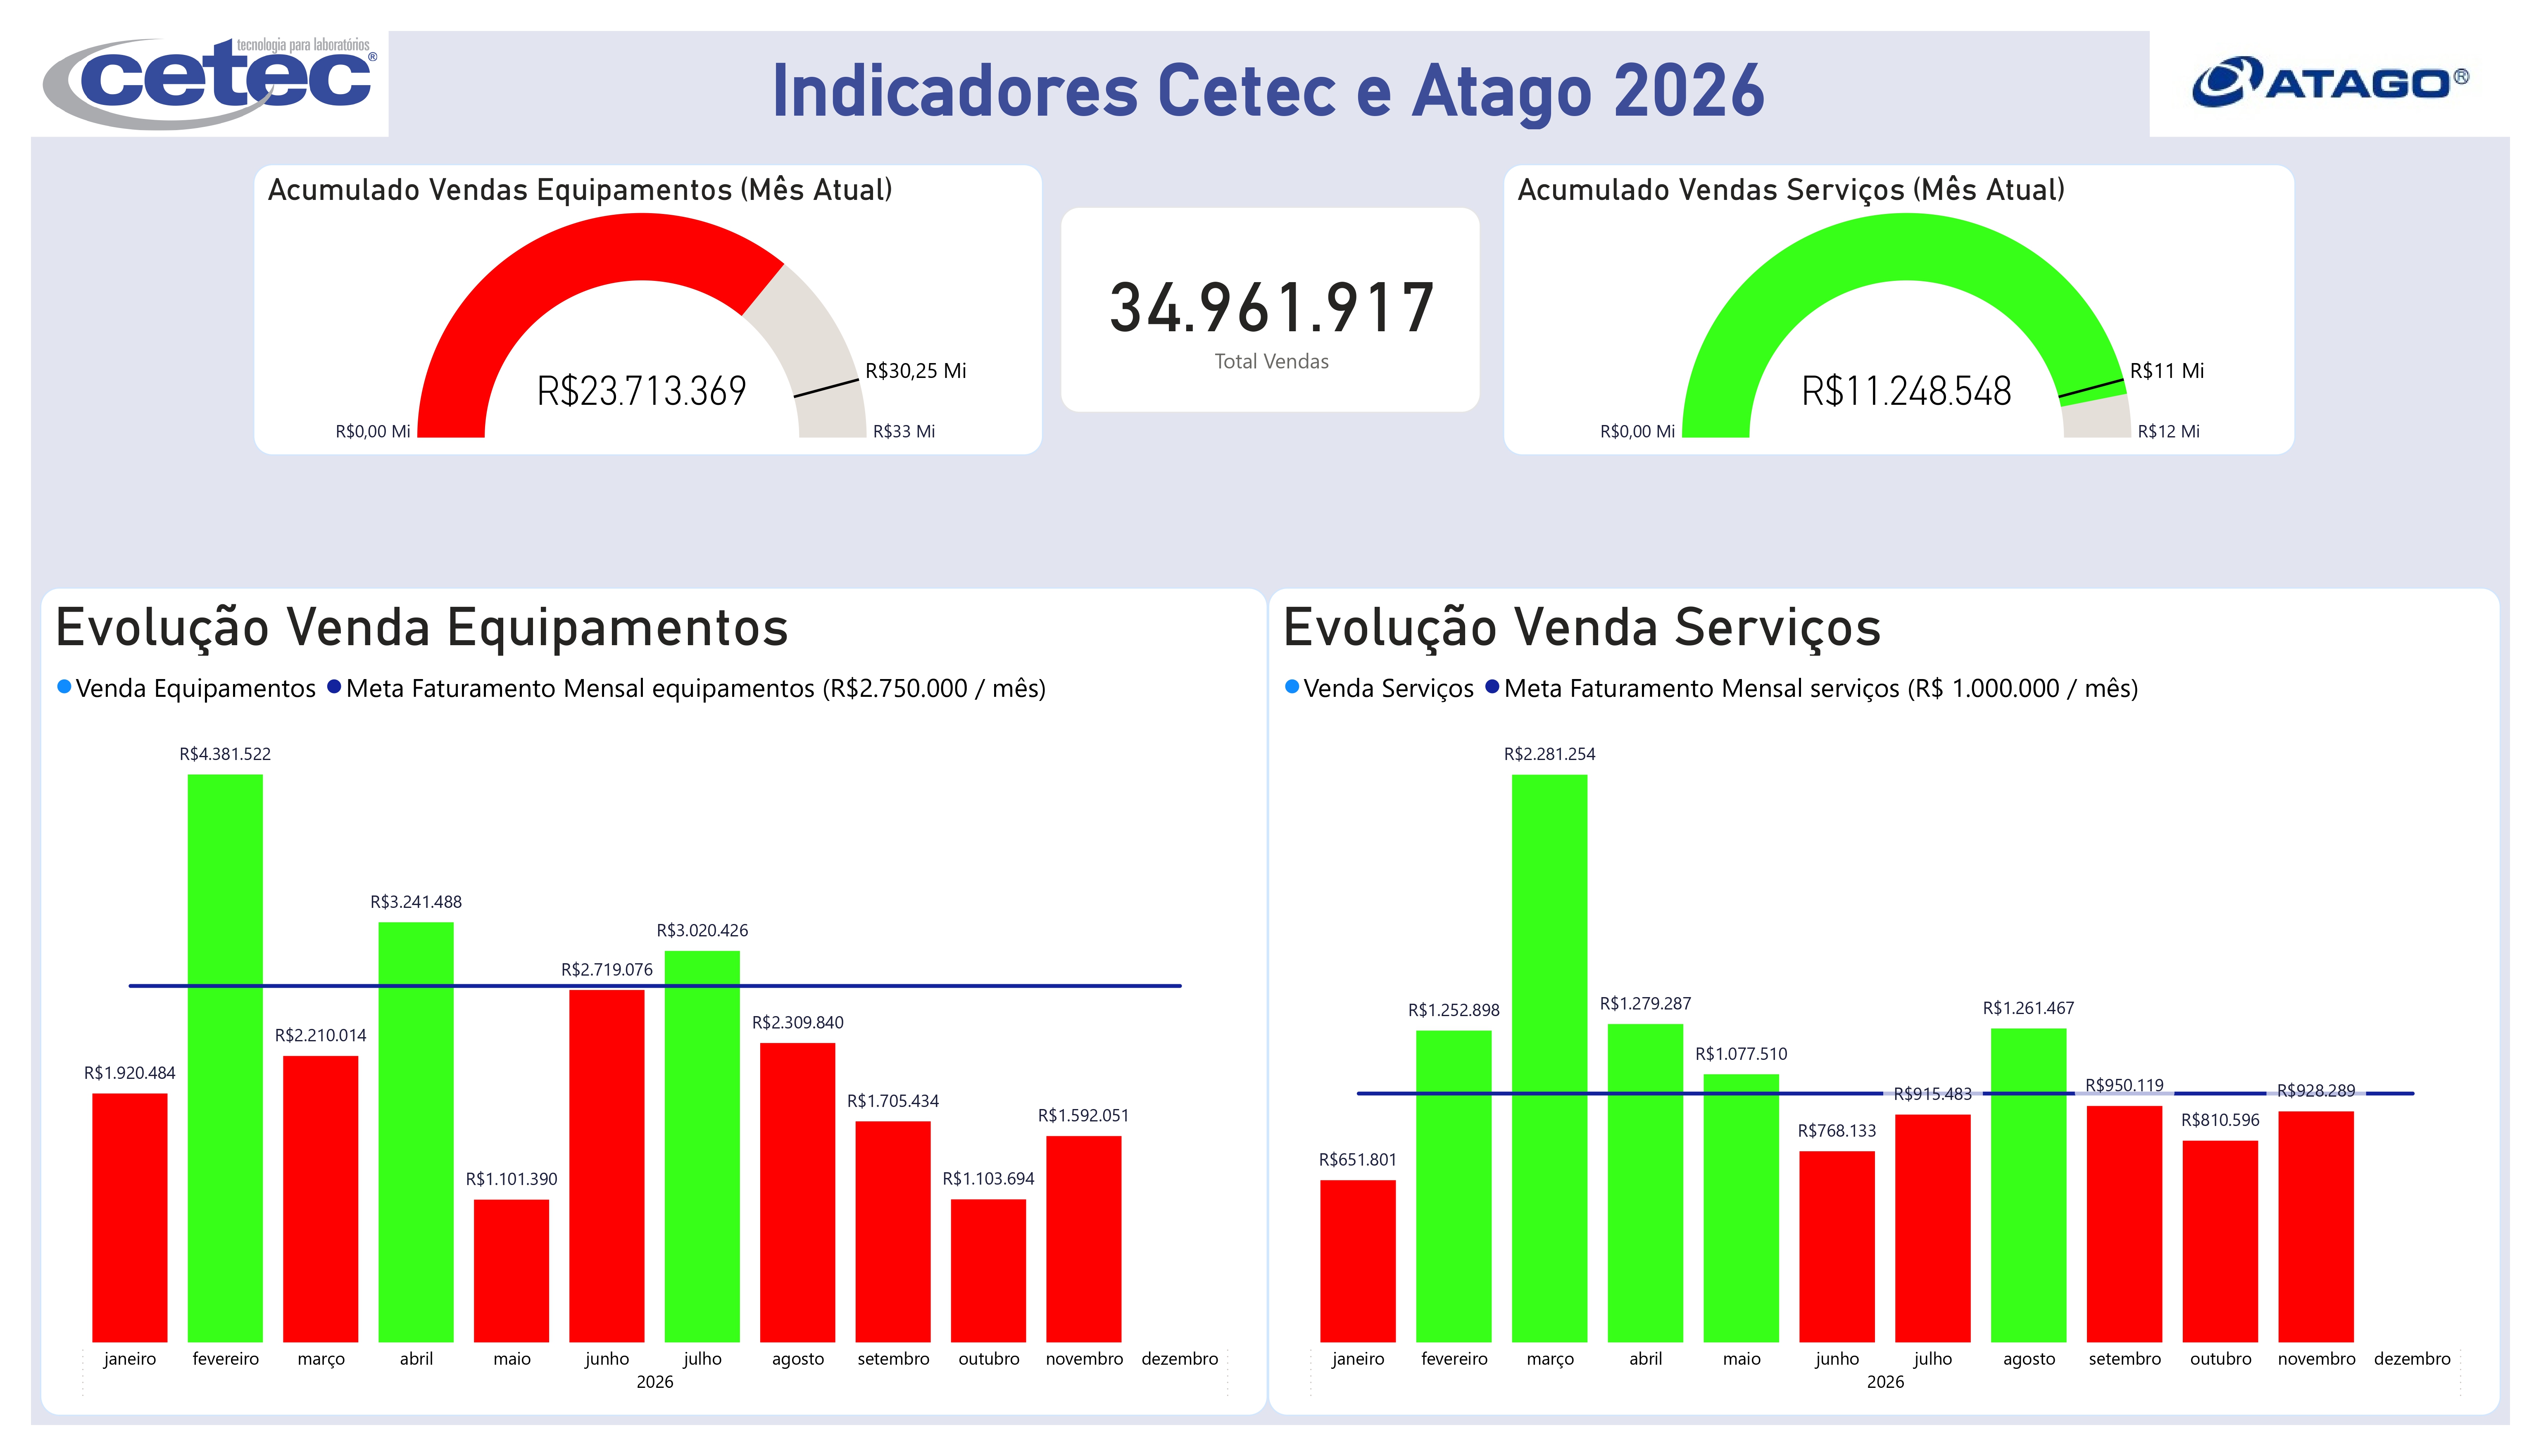 tecnologia para laboratórios
cetec®
Indicadores Cetec e Atago 2026
ATAGO®
Acumulado Vendas Equipamentos (Mês Atual)
R$23.713.369
R$0,00 Mi
R$30,25 Mi
R$33 Mi
34.961.917
Total Vendas
Acumulado Vendas Serviços (Mês Atual)
R$11.248.548
R$0,00 Mi
R$11 Mi
R$12 Mi
Evolução Venda Equipamentos
Venda Equipamentos Meta Faturamento Mensal equipamentos (R$2.750.000 / mês)
R$1.920.484
R$4.381.522
R$2.210.014
R$3.241.488
R$1.101.390
R$2.719.076
R$3.020.426
R$2.309.840
R$1.705.434
R$1.103.694
R$1.592.051
janeiro fevereiro março abril maio junho julho agosto setembro outubro novembro dezembro
2026
Evolução Venda Serviços
Venda Serviços Meta Faturamento Mensal serviços (R$ 1.000.000 / mês)
R$651.801
R$1.252.898
R$2.281.254
R$1.279.287
R$1.077.510
R$768.133
R$915.483
R$1.261.467
R$950.119
R$810.596
R$928.289
janeiro fevereiro março abril maio junho julho agosto setembro outubro novembro dezembro
2026